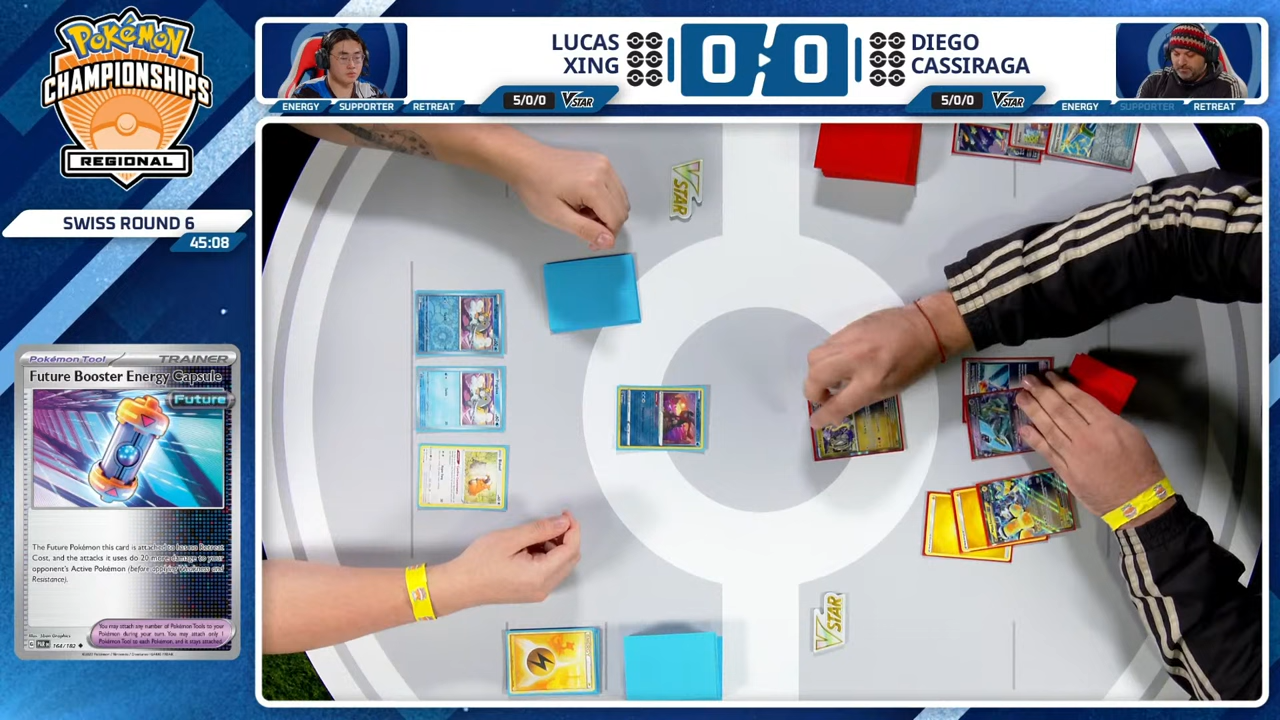 POKÉMON
CHAMPIONSHIPS
REGIONAL
SWISS ROUND 6
45:08
LUCAS
XING
0
0
DIEGO
CASSIRAGA
ENERGY
SUPPORTER
RETREAT
5/0/0
VSTAR
5/0/0
VSTAR
ENERGY
SUPPORTER
RETREAT
Pokémon Tool
TRAINER
Future Booster Energy Capsule
Future
The Future Pokémon this card is attached to has no Retreat
Cost, and the attacks it uses do 20 more damage to your
opponent's Active Pokémon (before applying Weakness and
Resistance).
You may attach any number of Pokémon Tools to your
Pokémon during your turn. You may attach only 1
Pokémon Tool to each Pokémon, and it stays attached.
164/182
VSTAR
VSTAR